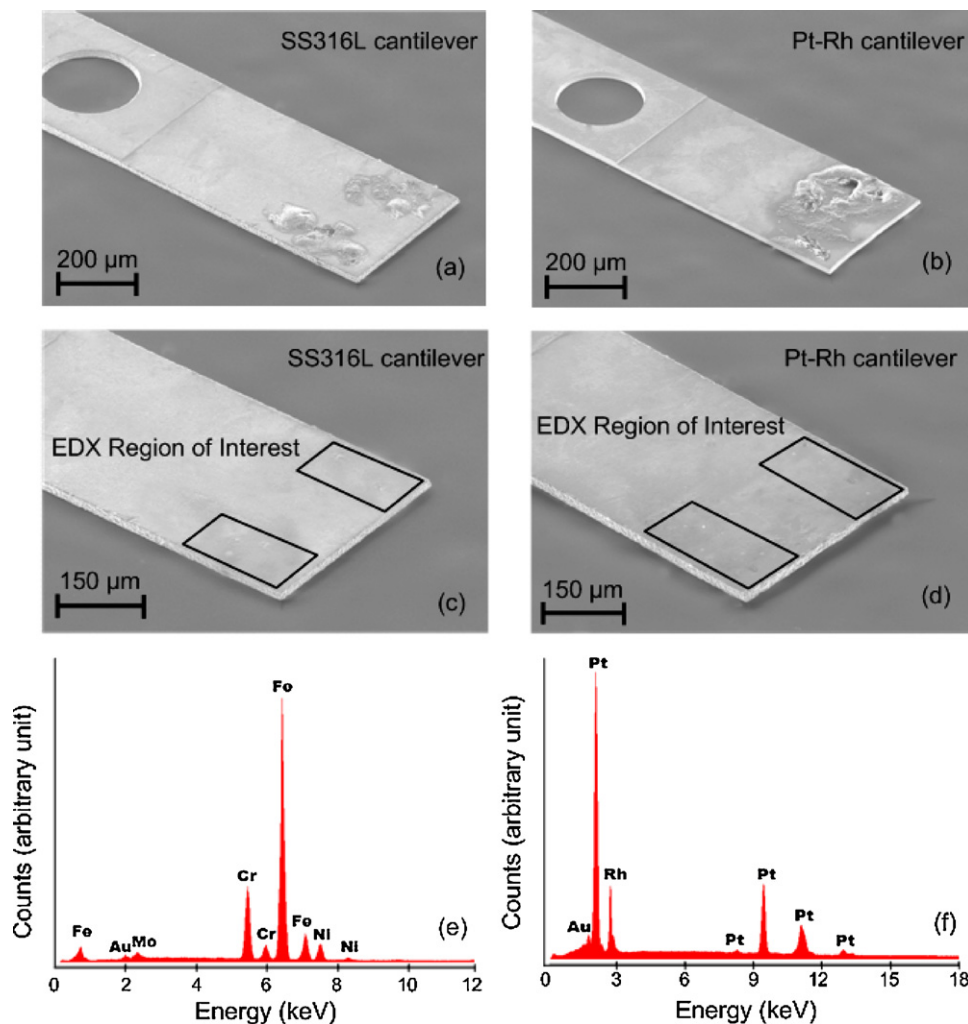 SS316L cantilever
200 µm
(a)
Pt-Rh cantilever
200 µm
(b)
SS316L cantilever
EDX Region of Interest
150 µm
(c)
Pt-Rh cantilever
EDX Region of Interest
150 µm
(d)
Counts (arbitrary unit)
Fe
Au
Mo
Cr
Cr
Fe
Fe
Ni
Ni
(e)
0 2 4 6 8 10 12
Energy (keV)
Counts (arbitrary unit)
Au
Pt
Rh
Pt
Pt
Pt
Pt
(f)
0 3 6 9 12 15 18
Energy (keV)